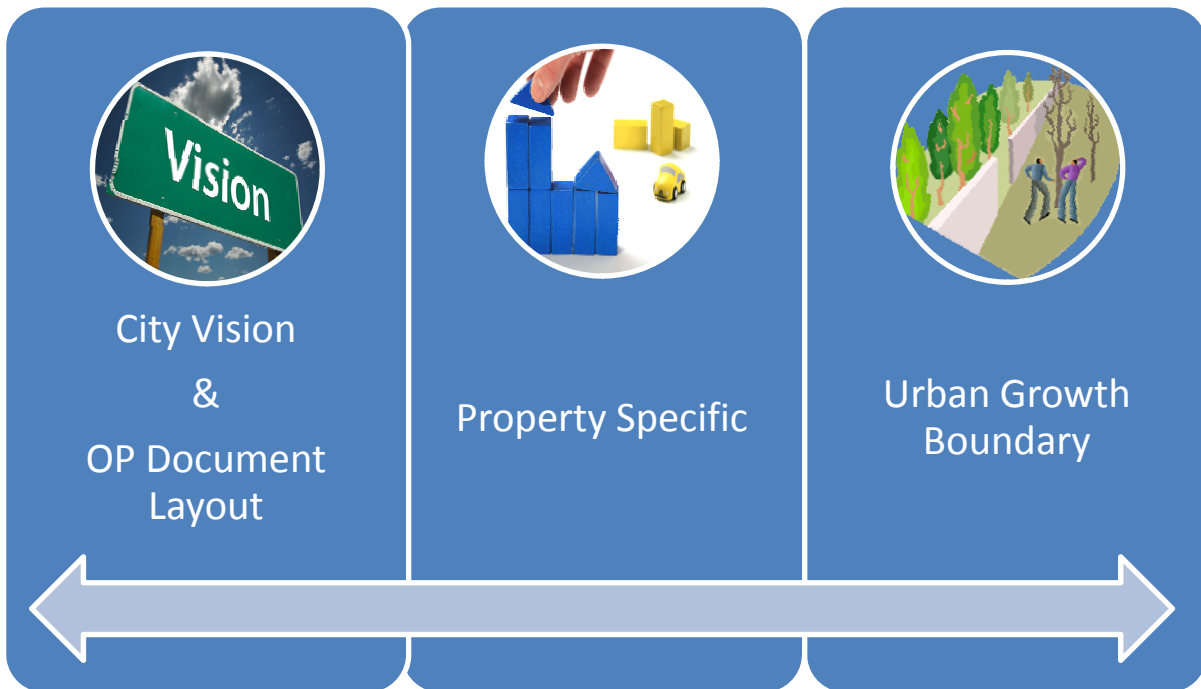 Vision
City Vision
&
OP Document
Layout
Property Specific
Urban Growth
Boundary